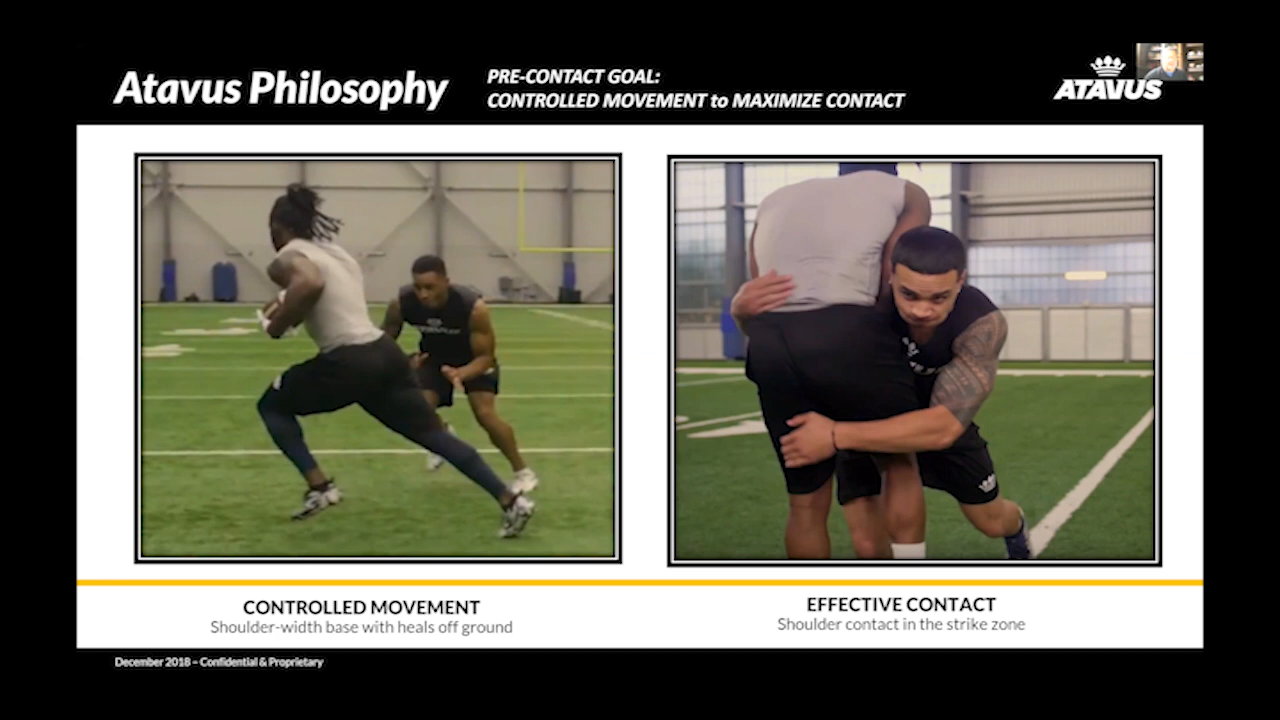 Atavus Philosophy
PRE-CONTACT GOAL:
CONTROLLED MOVEMENT to MAXIMIZE CONTACT
ATAVUS
CONTROLLED MOVEMENT
Shoulder-width base with heals off ground
EFFECTIVE CONTACT
Shoulder contact in the strike zone
December 2018 – Confidential & Proprietary